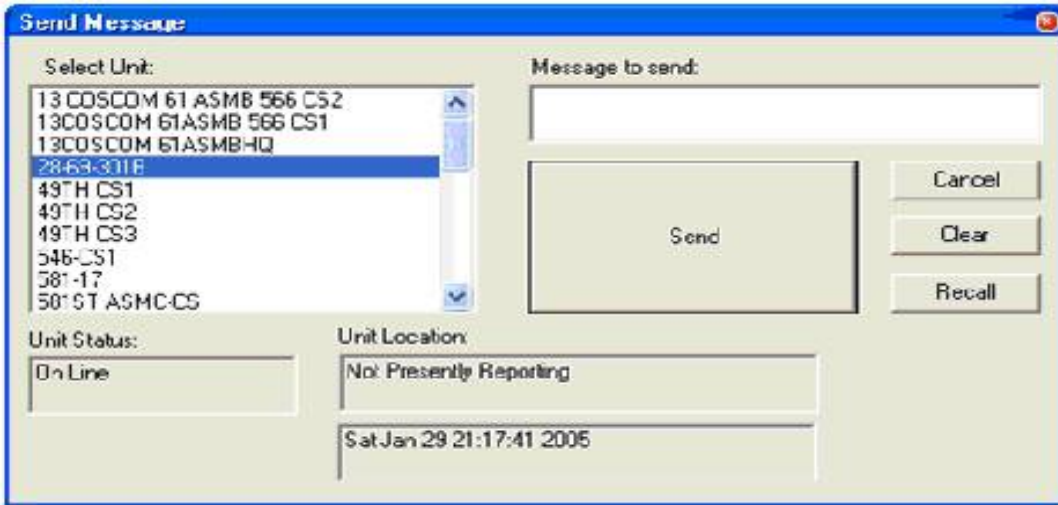 Send Message
Select Unit:
13 COSCOM 61 ASMB 566 CS2
13COSCOM 61ASMB 566 CS1
13COSCOM 61ASMBHQ
28-69-301B
49TH CS1
49TH CS2
49TH CS3
546-CS1
581-17
501ST ASMC-CS
Message to send:
Send
Cancel
Clear
Recall
Unit Status:
On Line
Unit Location:
Not Presently Reporting
Sat Jan 29 21:17:41 2005